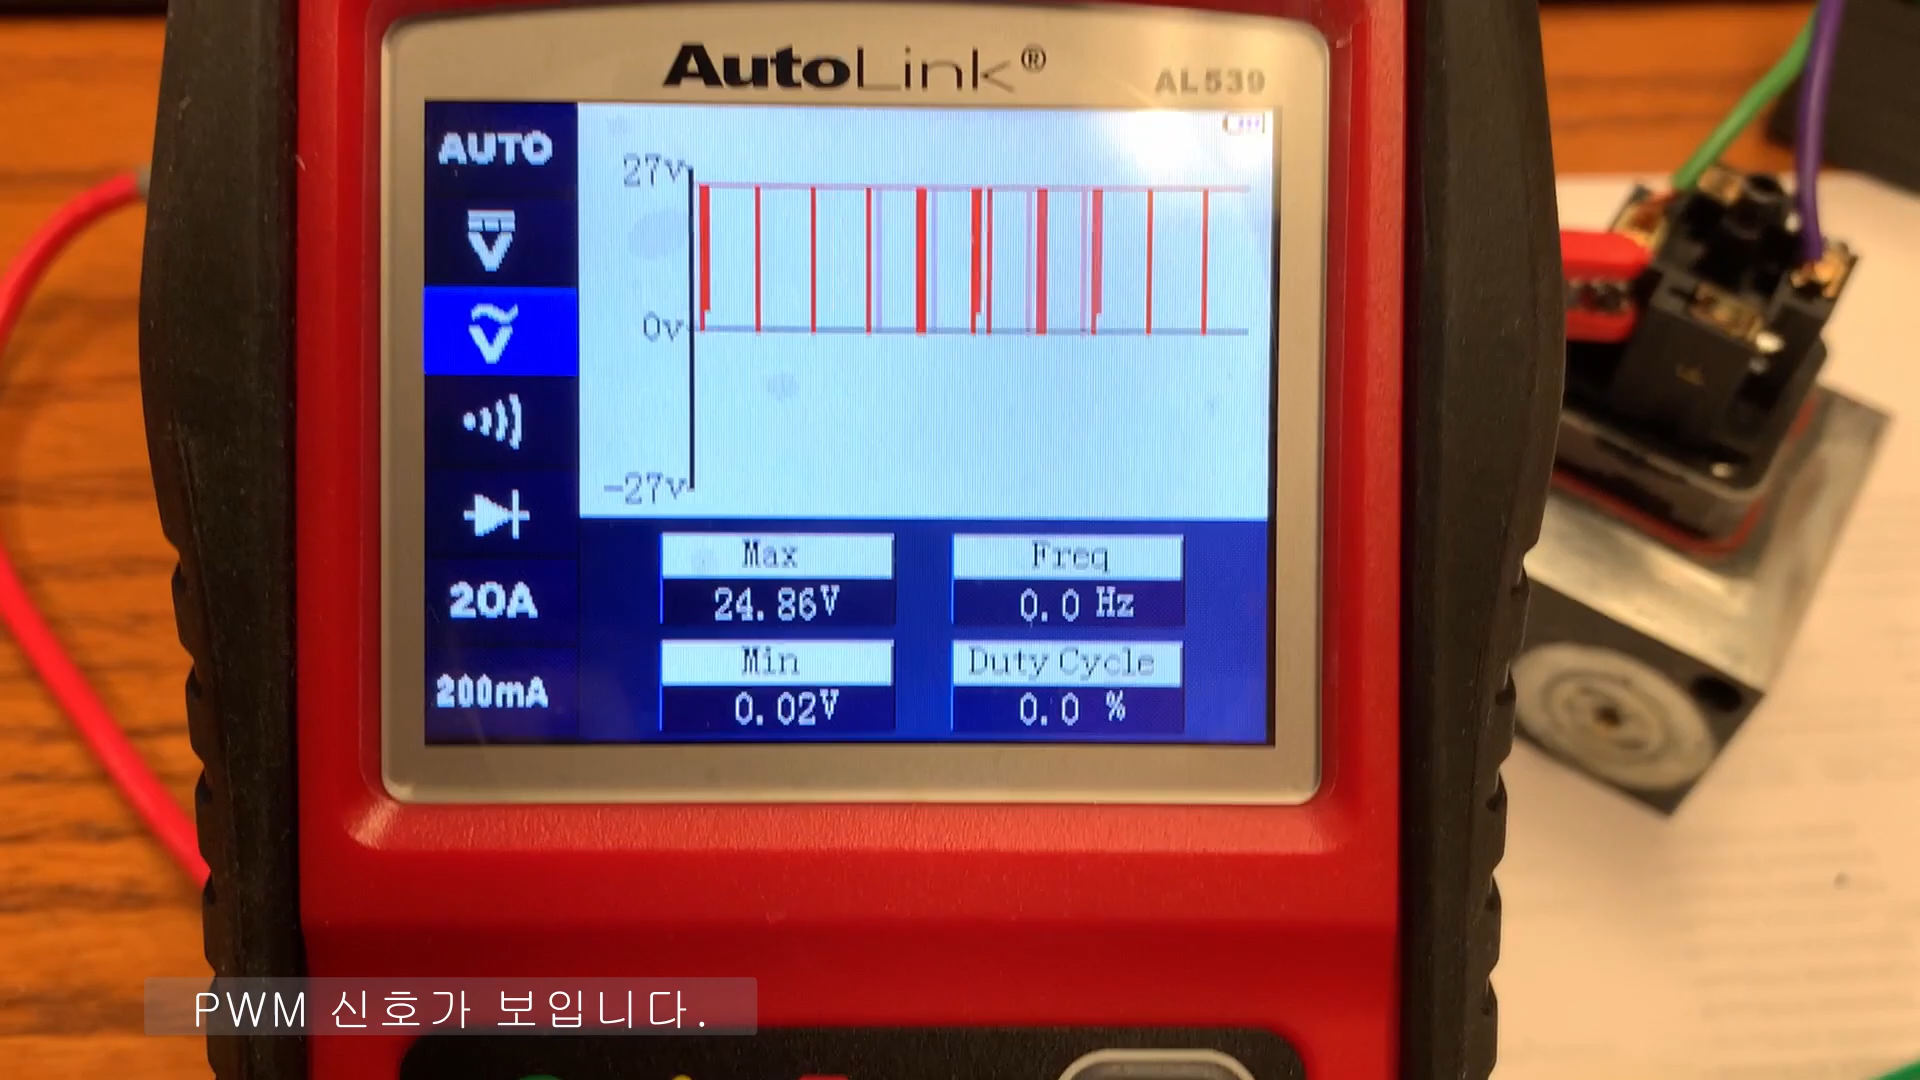 AutoLink®
AL539
AUTO
V
V
20A
200mA
27v
0v
-27v
Max
24.86V
Freq
0.0 Hz
Min
0.02V
Duty Cycle
0.0 %
PWM 신호가 보입니다.